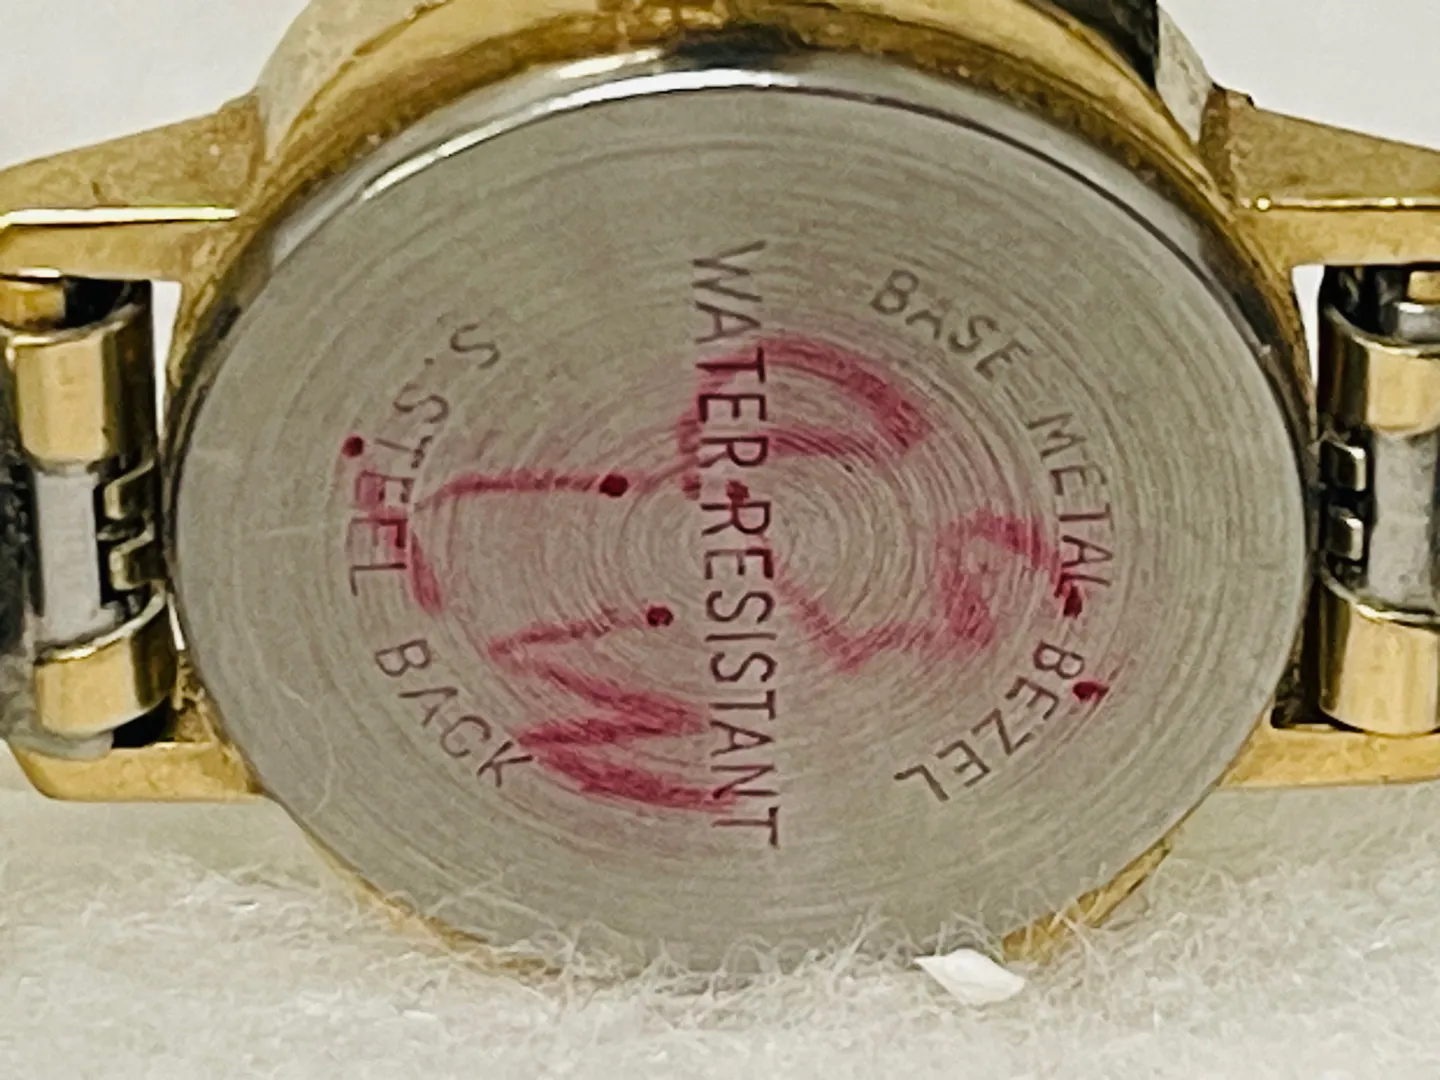 BASE METAL BEZEL
WATER RESISTANT
S.STEEL BACK